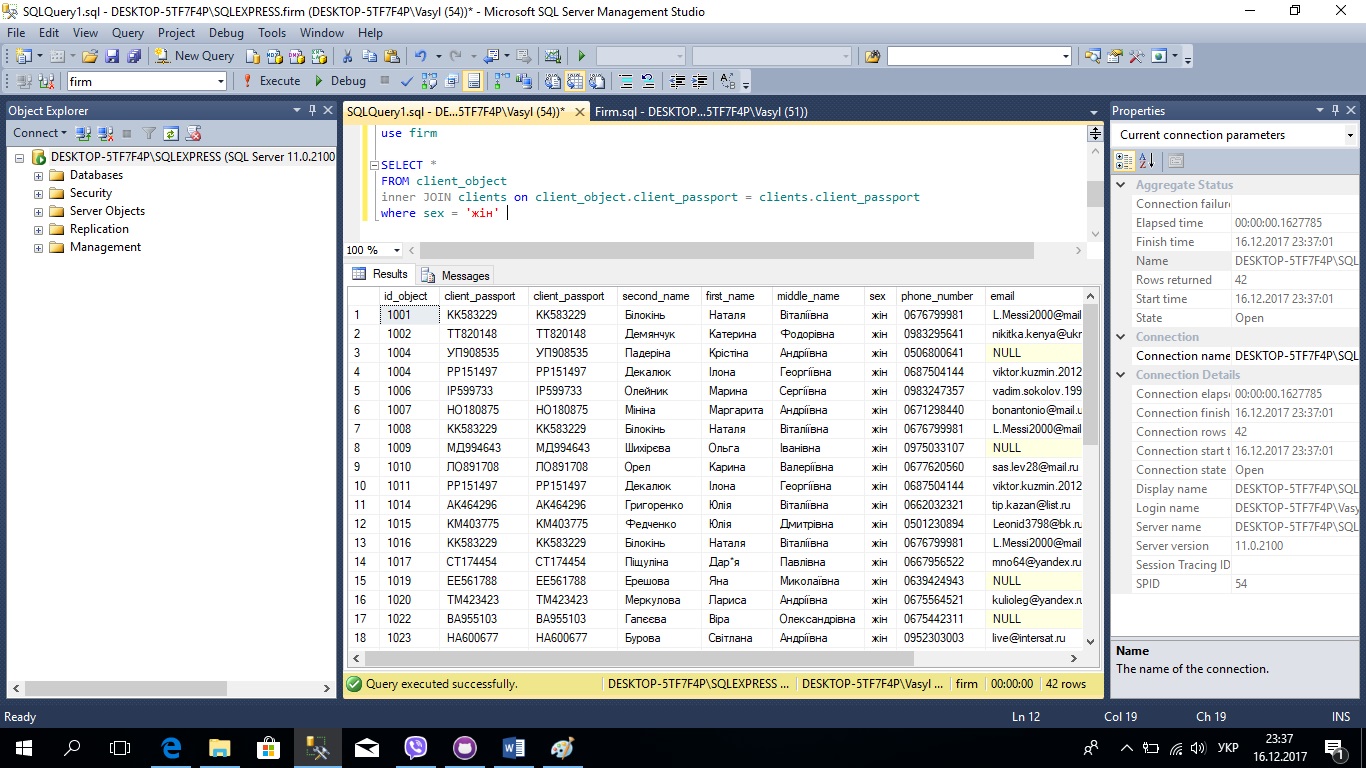 SQLQuery1.sql - DESKTOP-5TF7F4P\SQLEXPRESS.firm (DESKTOP-5TF7F4P\Vasyl (54))* - Microsoft SQL Server Management Studio
File Edit View Query Project Debug Tools Window Help
New Query
firm Execute Debug
Object Explorer
Connect
DESKTOP-5TF7F4P\SQLEXPRESS (SQL Server 11.0.2100
Databases
Security
Server Objects
Replication
Management
SQLQuery1.sql - DE...5TF7F4P\Vasyl (54))* Firm.sql - DESKTOP...5TF7F4P\Vasyl (51))
use firm
SELECT *
FROM client_object
inner JOIN clients on client_object.client_passport = clients.client_passport
where sex = 'жін'
100 %
Results Messages
id_object client_passport client_passport second_name first_name middle_name sex phone_number email
1 1001 КК583229 КК583229 Білокінь Наталя Віталіївна жін 0676799981 L.Messi2000@mail
2 1002 ТТ820148 ТТ820148 Демянчук Катерина Федорівна жін 0983295641 nikitka.kenya@ukr
3 1004 УП908535 УП908535 Падеріна Крістіна Андріївна жін 0506800641 NULL
4 1004 РР151497 РР151497 Декалюк Ілона Георгіївна жін 0687504144 viktor.kuzmin.2012
5 1006 ІР599733 ІР599733 Олейник Марина Сергіївна жін 0983247357 vadim.sokolov.199
6 1007 НО180875 НО180875 Мініна Маргарита Андріївна жін 0671298440 bonantonio@mail.u
7 1008 КК583229 КК583229 Білокінь Наталя Віталіївна жін 0676799981 L.Messi2000@mail
8 1009 МД994643 МД994643 Шихірєва Ольга Іванівна жін 0975033107 NULL
9 1010 ЛО891708 ЛО891708 Орел Карина Валеріївна жін 0677620560 sas.lev28@mail.ru
10 1011 РР151497 РР151497 Декалюк Ілона Георгіївна жін 0687504144 viktor.kuzmin.2012
11 1014 АК464296 АК464296 Григоренко Юлія Віталіївна жін 0662032321 tip.kazan@list.ru
12 1015 КМ403775 КМ403775 Федченко Юлія Дмитрівна жін 0501230894 Leonid3798@bk.ru
13 1016 КК583229 КК583229 Білокінь Наталя Віталіївна жін 0676799981 L.Messi2000@mail
14 1017 СТ174454 СТ174454 Піщуліна Дар*я Павлівна жін 0667956522 mno64@yandex.ru
15 1019 ЕЕ561788 ЕЕ561788 Ерешова Яна Миколаївна жін 0639424943 NULL
16 1020 ТМ423423 ТМ423423 Меркулова Лариса Андріївна жін 0675564521 kulioleg@yandex.ru
17 1022 ВА955103 ВА955103 Гапєєва Віра Олександрівна жін 0675442311 NULL
18 1023 НА600677 НА600677 Бурова Світлана Андріївна жін 0952303003 live@intersat.ru
Query executed successfully. DESKTOP-5TF7F4P\SQLEXPRESS ... DESKTOP-5TF7F4P\Vasyl ... firm 00:00:00 42 rows
Properties
Current connection parameters
Aggregate Status
Connection failure
Elapsed time 00:00:00.1627785
Finish time 16.12.2017 23:37:01
Name DESKTOP-5TF7F4P\SQL
Rows returned 42
Start time 16.12.2017 23:37:01
State Open
Connection
Connection name DESKTOP-5TF7F4P\SQL
Connection Details
Connection elaps 00:00:00.1627785
Connection finish 16.12.2017 23:37:01
Connection rows 42
Connection start t 16.12.2017 23:37:01
Connection state Open
Display name DESKTOP-5TF7F4P\SQL
Login name DESKTOP-5TF7F4P\Vasy
Server name DESKTOP-5TF7F4P\SQL
Server version 11.0.2100
Session Tracing ID
SPID 54
Name
The name of the connection.
Ready Ln 12 Col 19 Ch 19 INS
УКР 23:37
16.12.2017
1